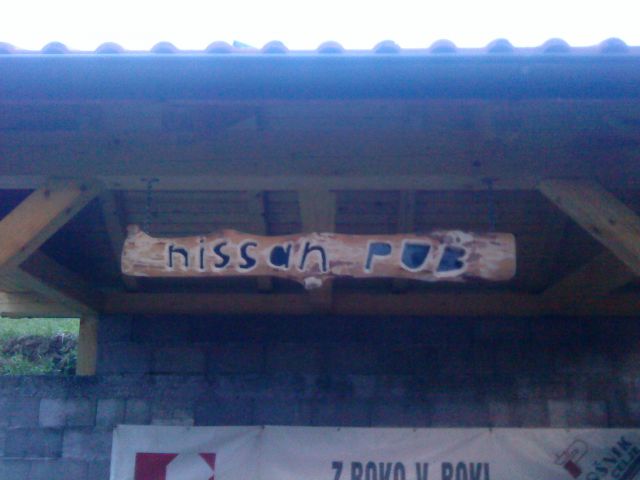 nissan PUB
Z ROKO V ROKI